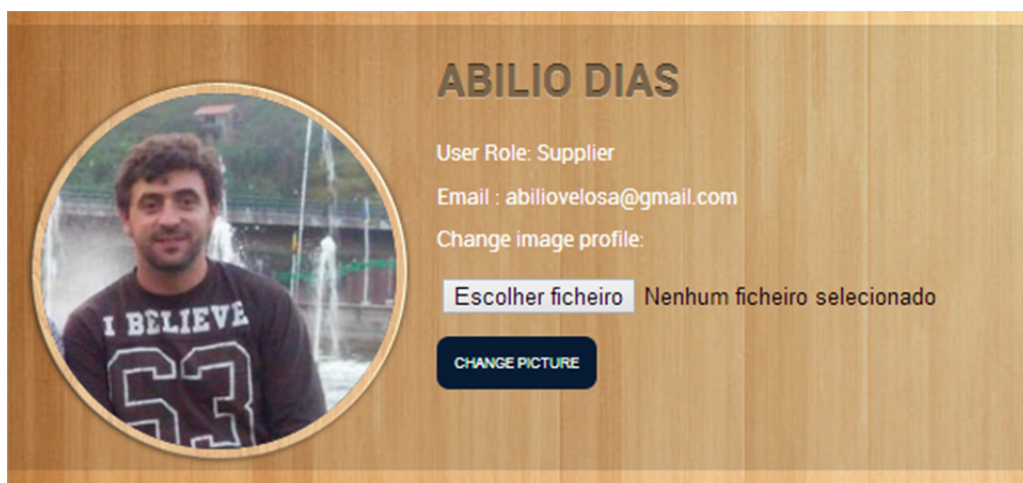 ABILIO DIAS
User Role: Supplier
Email : abiliovelosa@gmail.com
Change image profile:
Escolher ficheiro Nenhum ficheiro selecionado
CHANGE PICTURE
I BELIEVE
63